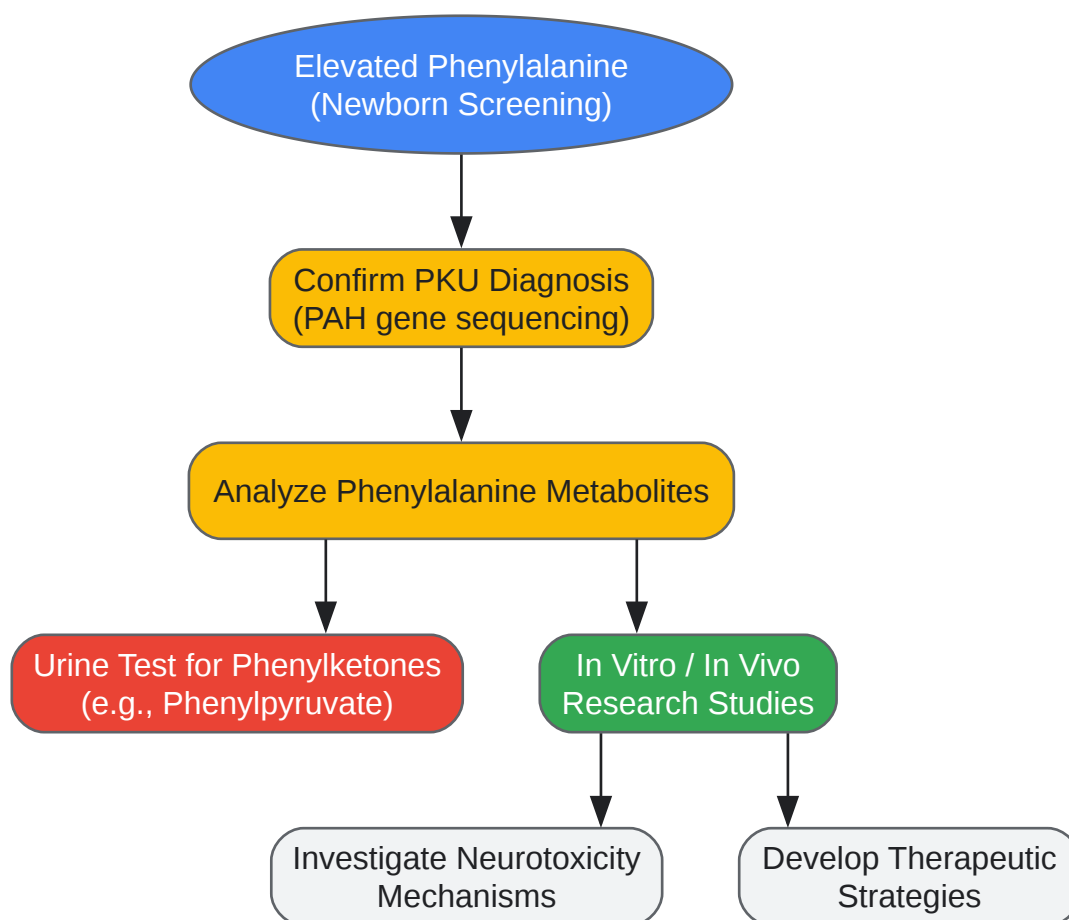 Elevated Phenylalanine
(Newborn Screening)
Confirm PKU Diagnosis
(PAH gene sequencing)
Analyze Phenylalanine Metabolites
Urine Test for Phenylketones
(e.g., Phenylpyruvate)
In Vitro / In Vivo
Research Studies
Investigate Neurotoxicity
Mechanisms
Develop Therapeutic
Strategies